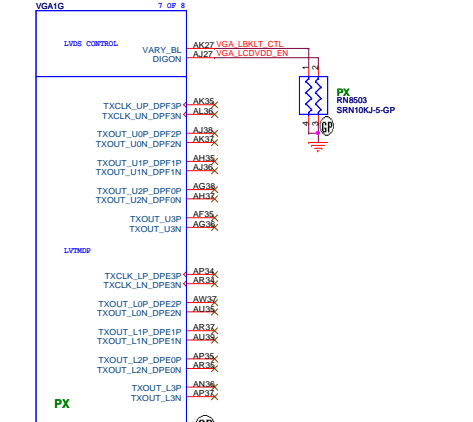 VGA1G 7 OF 8
LVDS CONTROL
VARY_BL AK27 VGA_LBKLT_CTL
DIGON AJ27 VGA_LCDVDD_EN
1 2
PX
RN8503
SRN10KJ-5-GP
4 3
GP
TXCLK_UP_DPF3P AK35
TXCLK_UN_DPF3N AL36
TXOUT_U0P_DPF2P AJ38
TXOUT_U0N_DPF2N AK37
TXOUT_U1P_DPF1P AH35
TXOUT_U1N_DPF1N AJ36
TXOUT_U2P_DPF0P AG38
TXOUT_U2N_DPF0N AH37
TXOUT_U3P AF35
TXOUT_U3N AG36
LVTMDP
TXCLK_LP_DPE3P AP34
TXCLK_LN_DPE3N AR34
TXOUT_L0P_DPE2P AW37
TXOUT_L0N_DPE2N AU35
TXOUT_L1P_DPE1P AR37
TXOUT_L1N_DPE1N AU39
TXOUT_L2P_DPE0P AP35
TXOUT_L2N_DPE0N AR35
TXOUT_L3P AN36
TXOUT_L3N AP37
PX